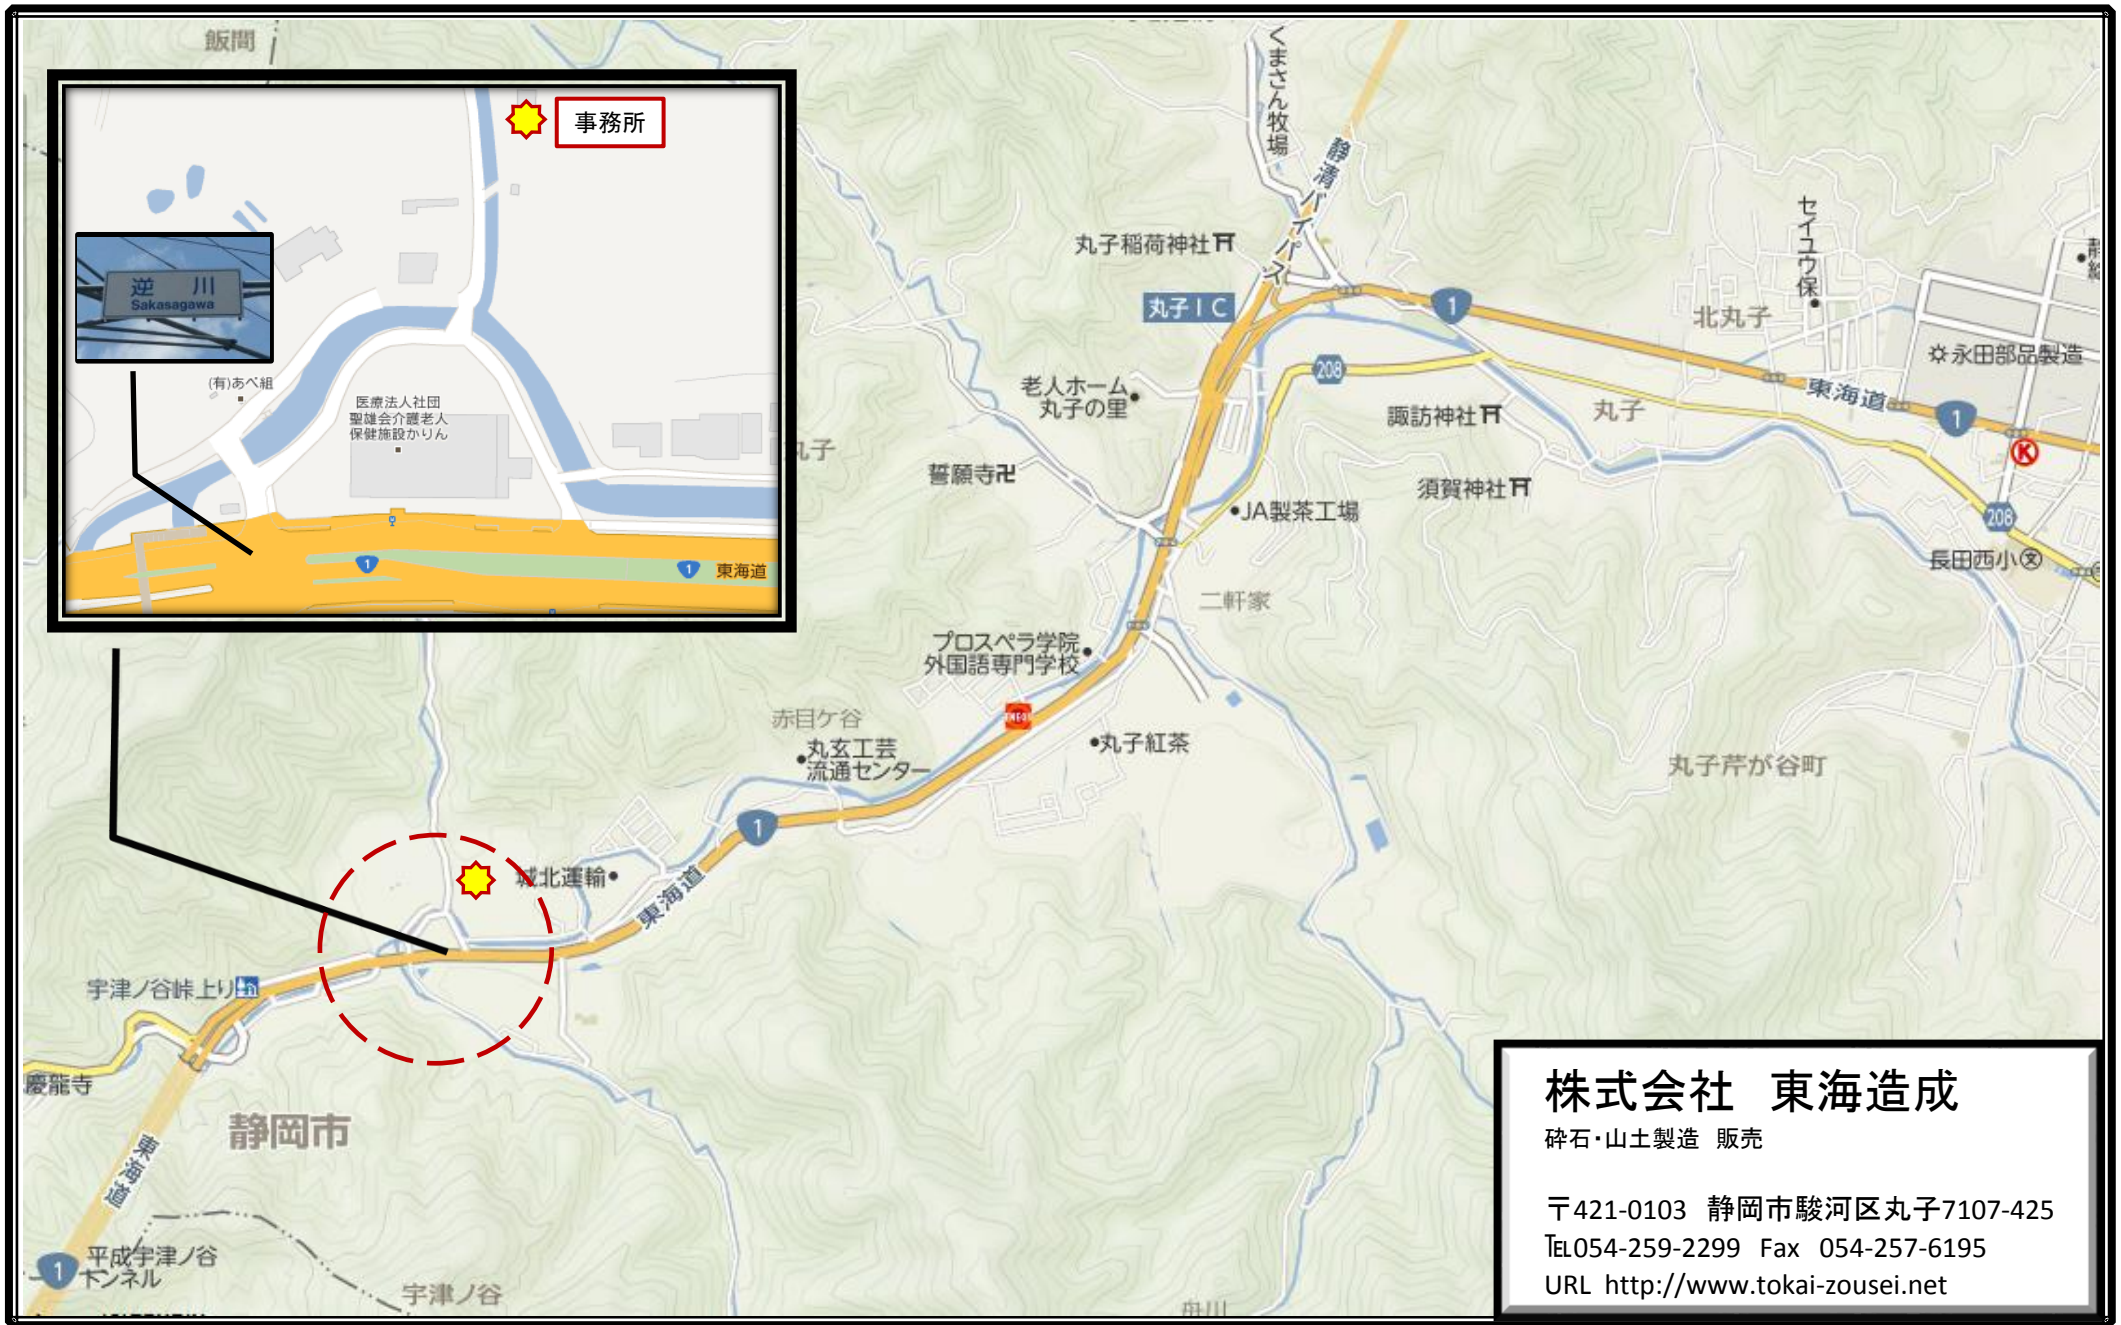 飯間
事務所
逆　川
Sakasagawa
(有)あべ組
医療法人社団
聖雄会介護老人
保健施設かりん
1
1
東海道
くまさん牧場
静清バイパス
丸子稲荷神社
丸子IC
1
セイユウ保
北丸子
永田部品製造
208
老人ホーム
丸子の里
諏訪神社
丸子
東海道
1
K
丸子
誓願寺
須賀神社
JA製茶工場
208
長田西小
文
二軒家
プロスペラ学院
外国語専門学校
ENEOS
赤目ケ谷
丸玄工芸
流通センター
丸子紅茶
丸子芹が谷町
1
城北運輸
東海道
宇津ノ谷峠上り
慶龍寺
静岡市
東海道
1
平成宇津ノ谷
トンネル
宇津ノ谷
舟川
株式会社　東海造成
砕石・山土製造　販売
〒421-0103　静岡市駿河区丸子7107-425
℡054-259-2299　Fax　054-257-6195
URL http://www.tokai-zousei.net